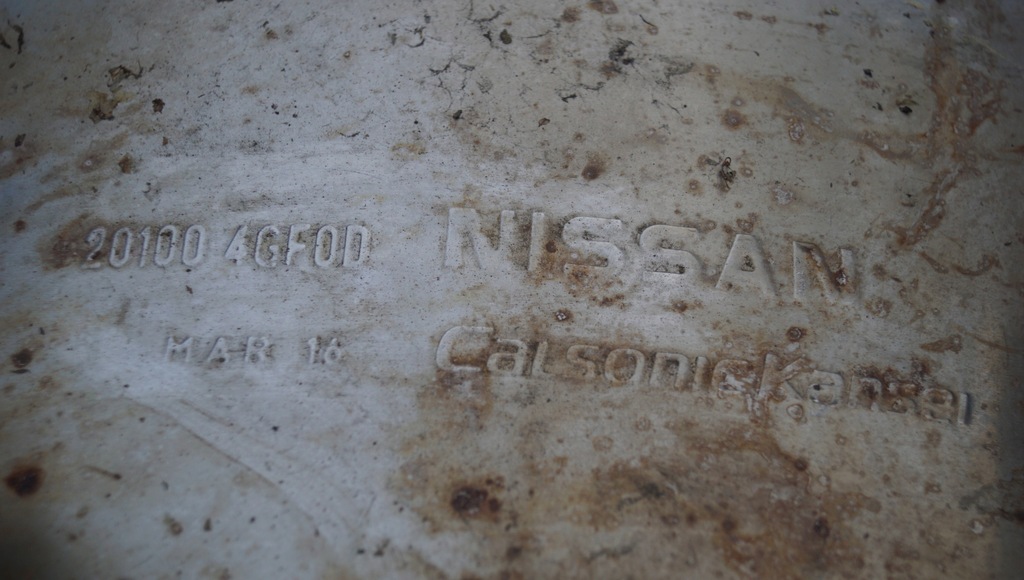 20100 4GF0D NISSAN
MAR 16 CalsonicKansei